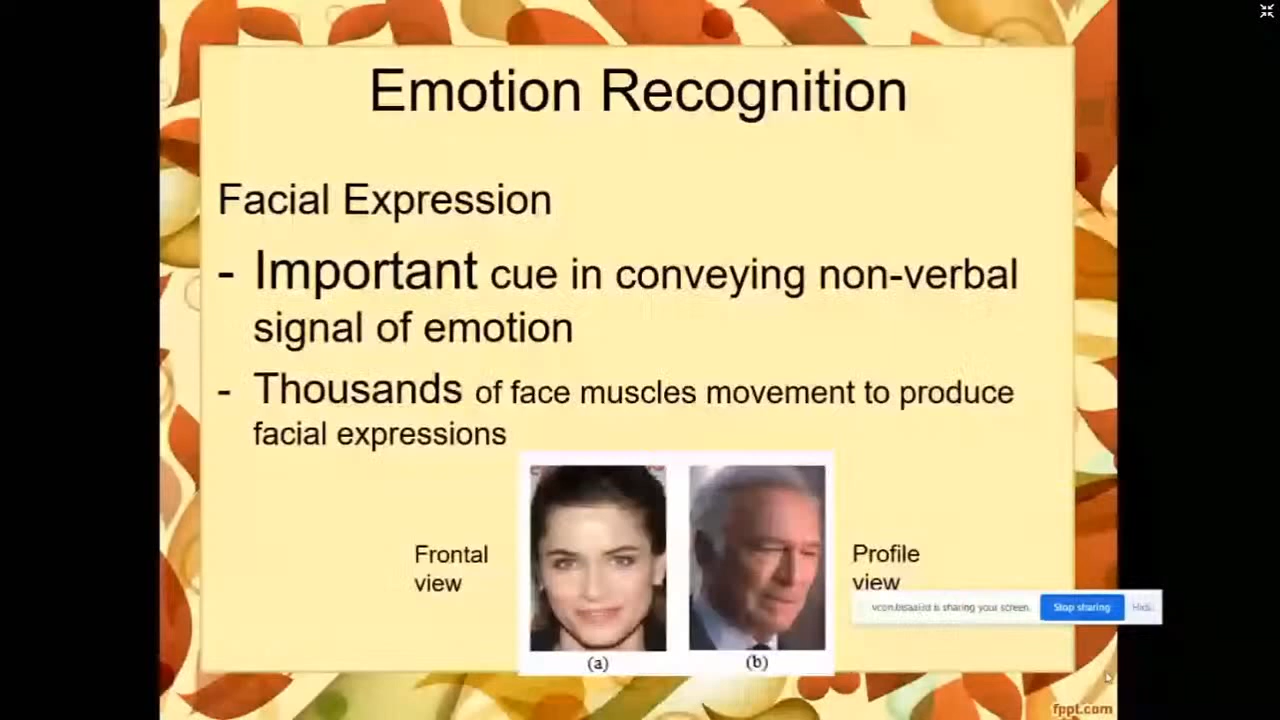 Emotion Recognition
Facial Expression
- Important cue in conveying non-verbal
signal of emotion
- Thousands of face muscles movement to produce
facial expressions
Frontal
view
Profile
view
is sharing your screen.
Stop sharing
(a)
(b)
fppt.com